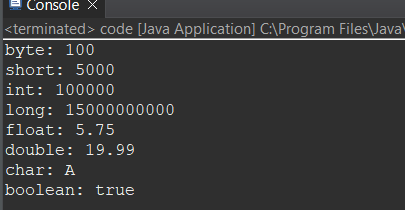 Console
<terminated> code [Java Application] C:\Program Files\Java\
byte: 100
short: 5000
int: 100000
long: 15000000000
float: 5.75
double: 19.99
char: A
boolean: true